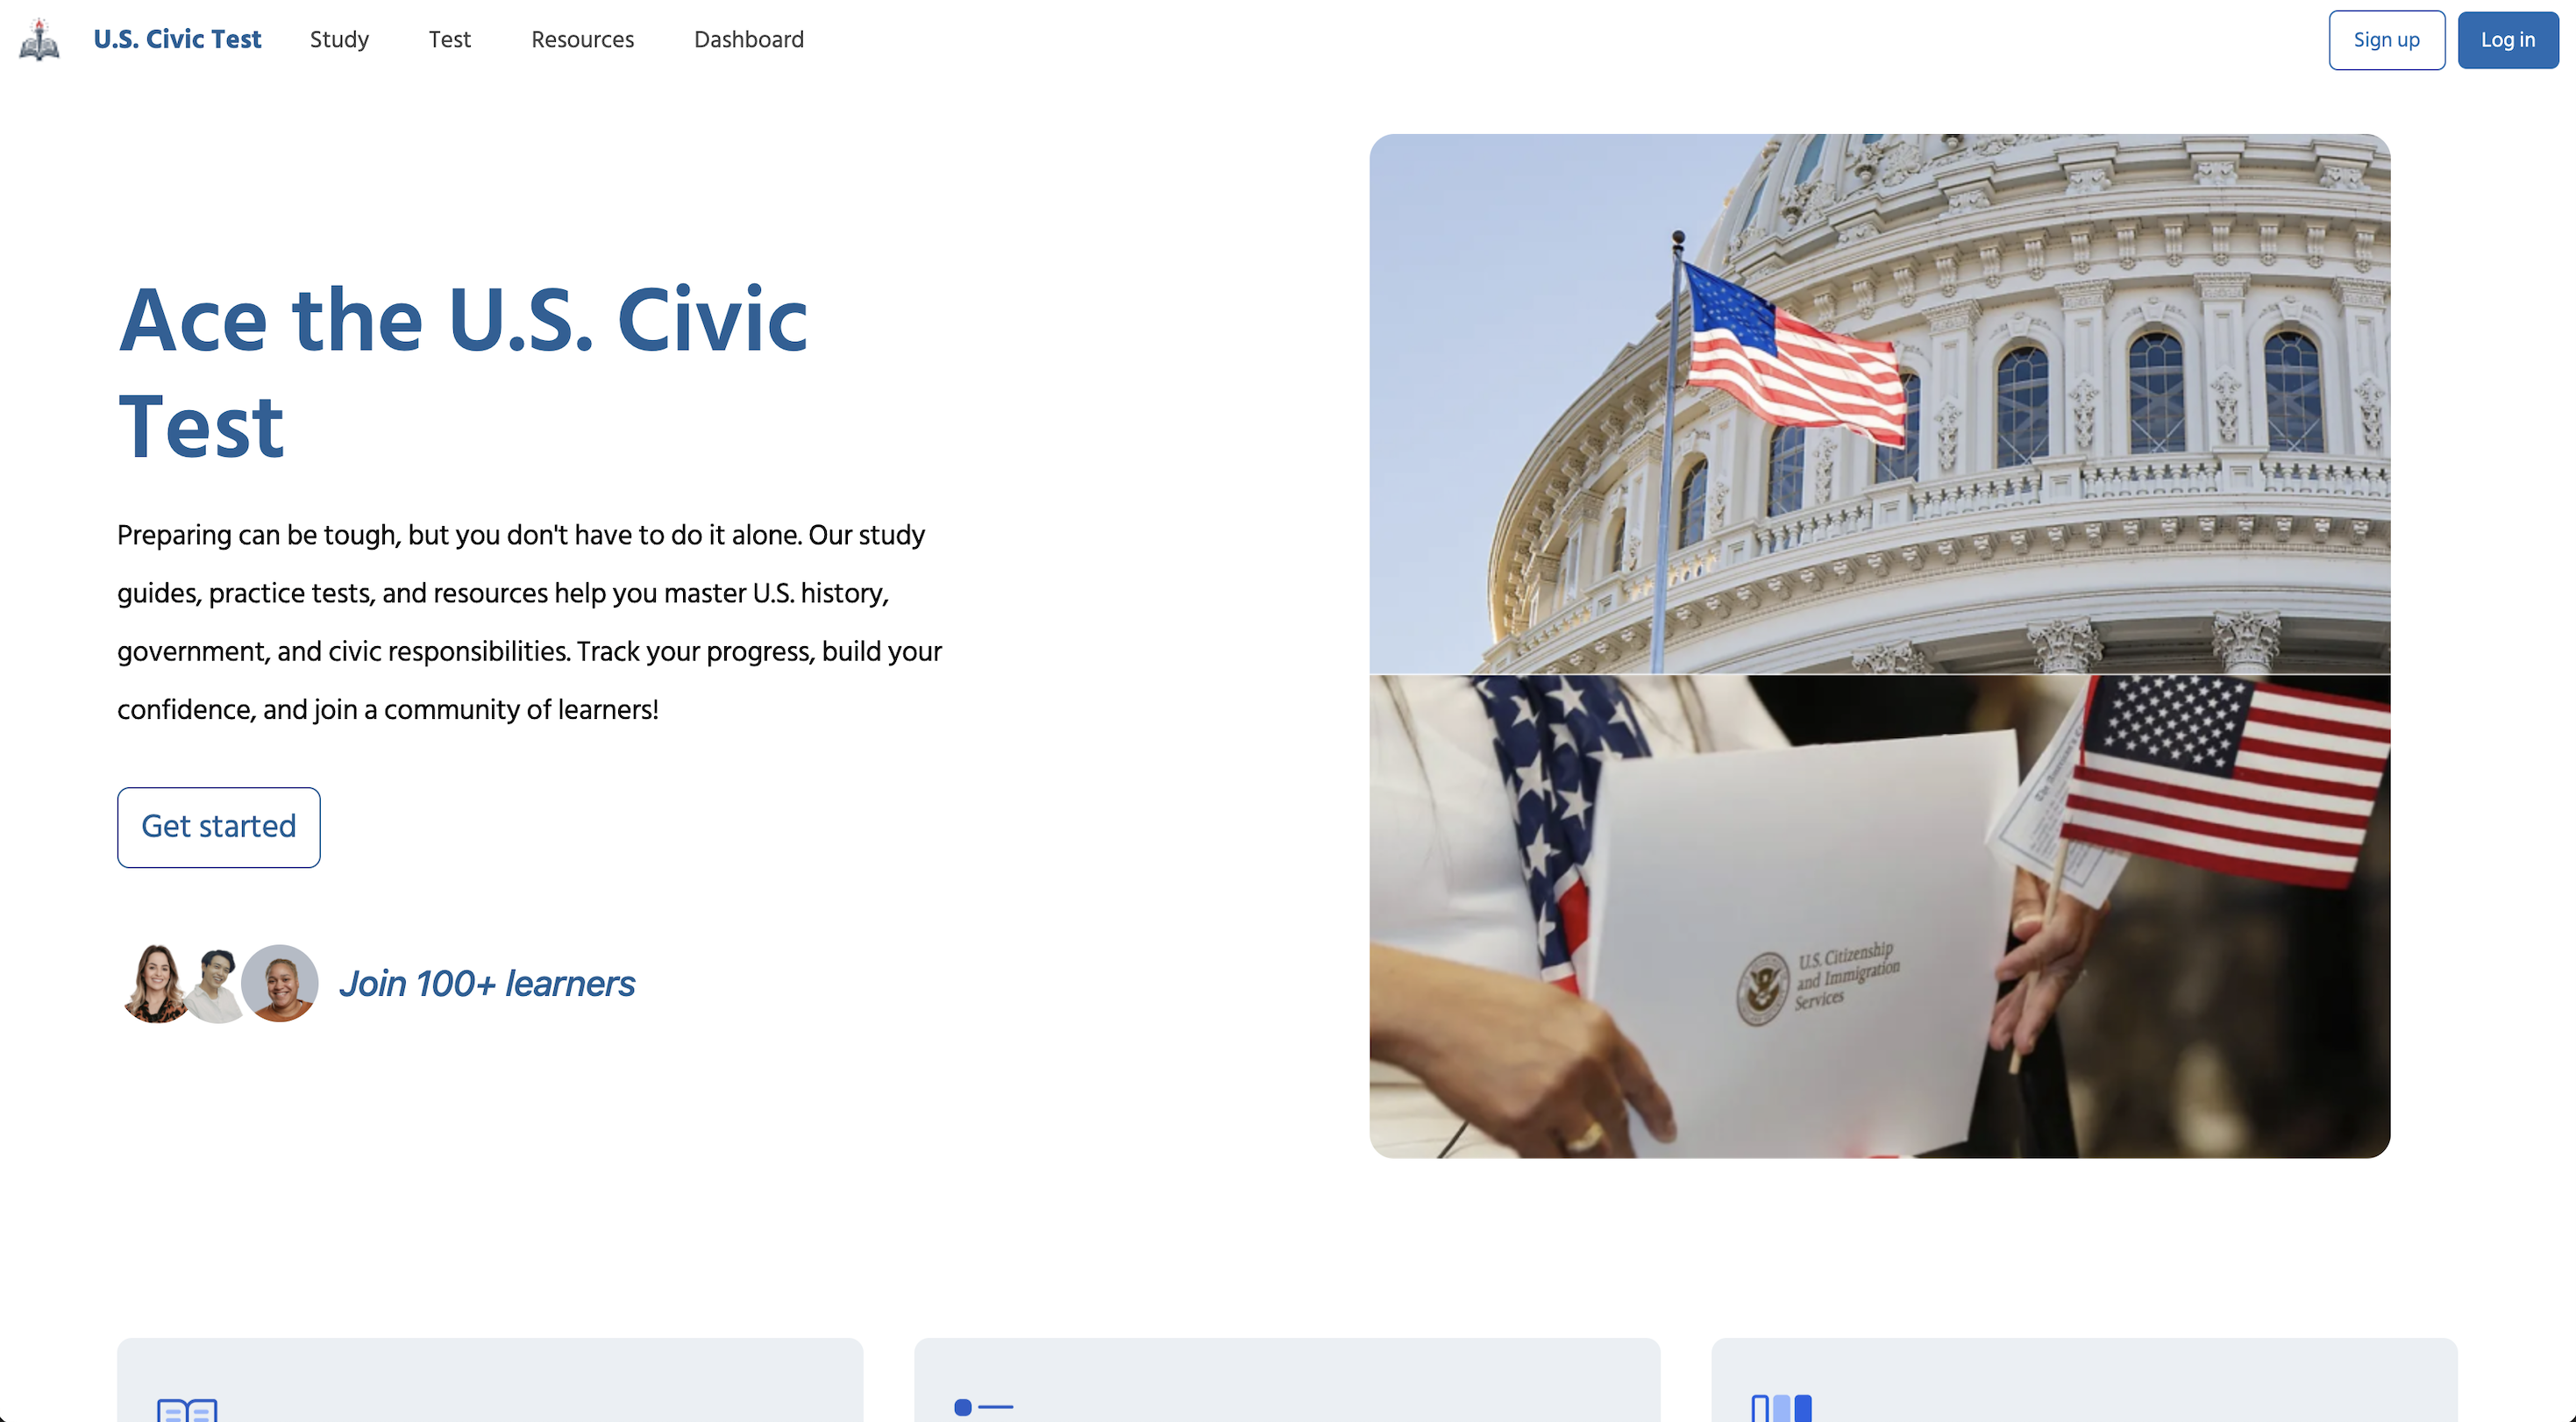 U.S. Civic Test
Study
Test
Resources
Dashboard
Sign up
Log in
Ace the U.S. Civic
Test
Preparing can be tough, but you don't have to do it alone. Our study
guides, practice tests, and resources help you master U.S. history,
government, and civic responsibilities. Track your progress, build your
confidence, and join a community of learners!
Get started
Join 100+ learners
U.S. Citizenship
and Immigration
Services